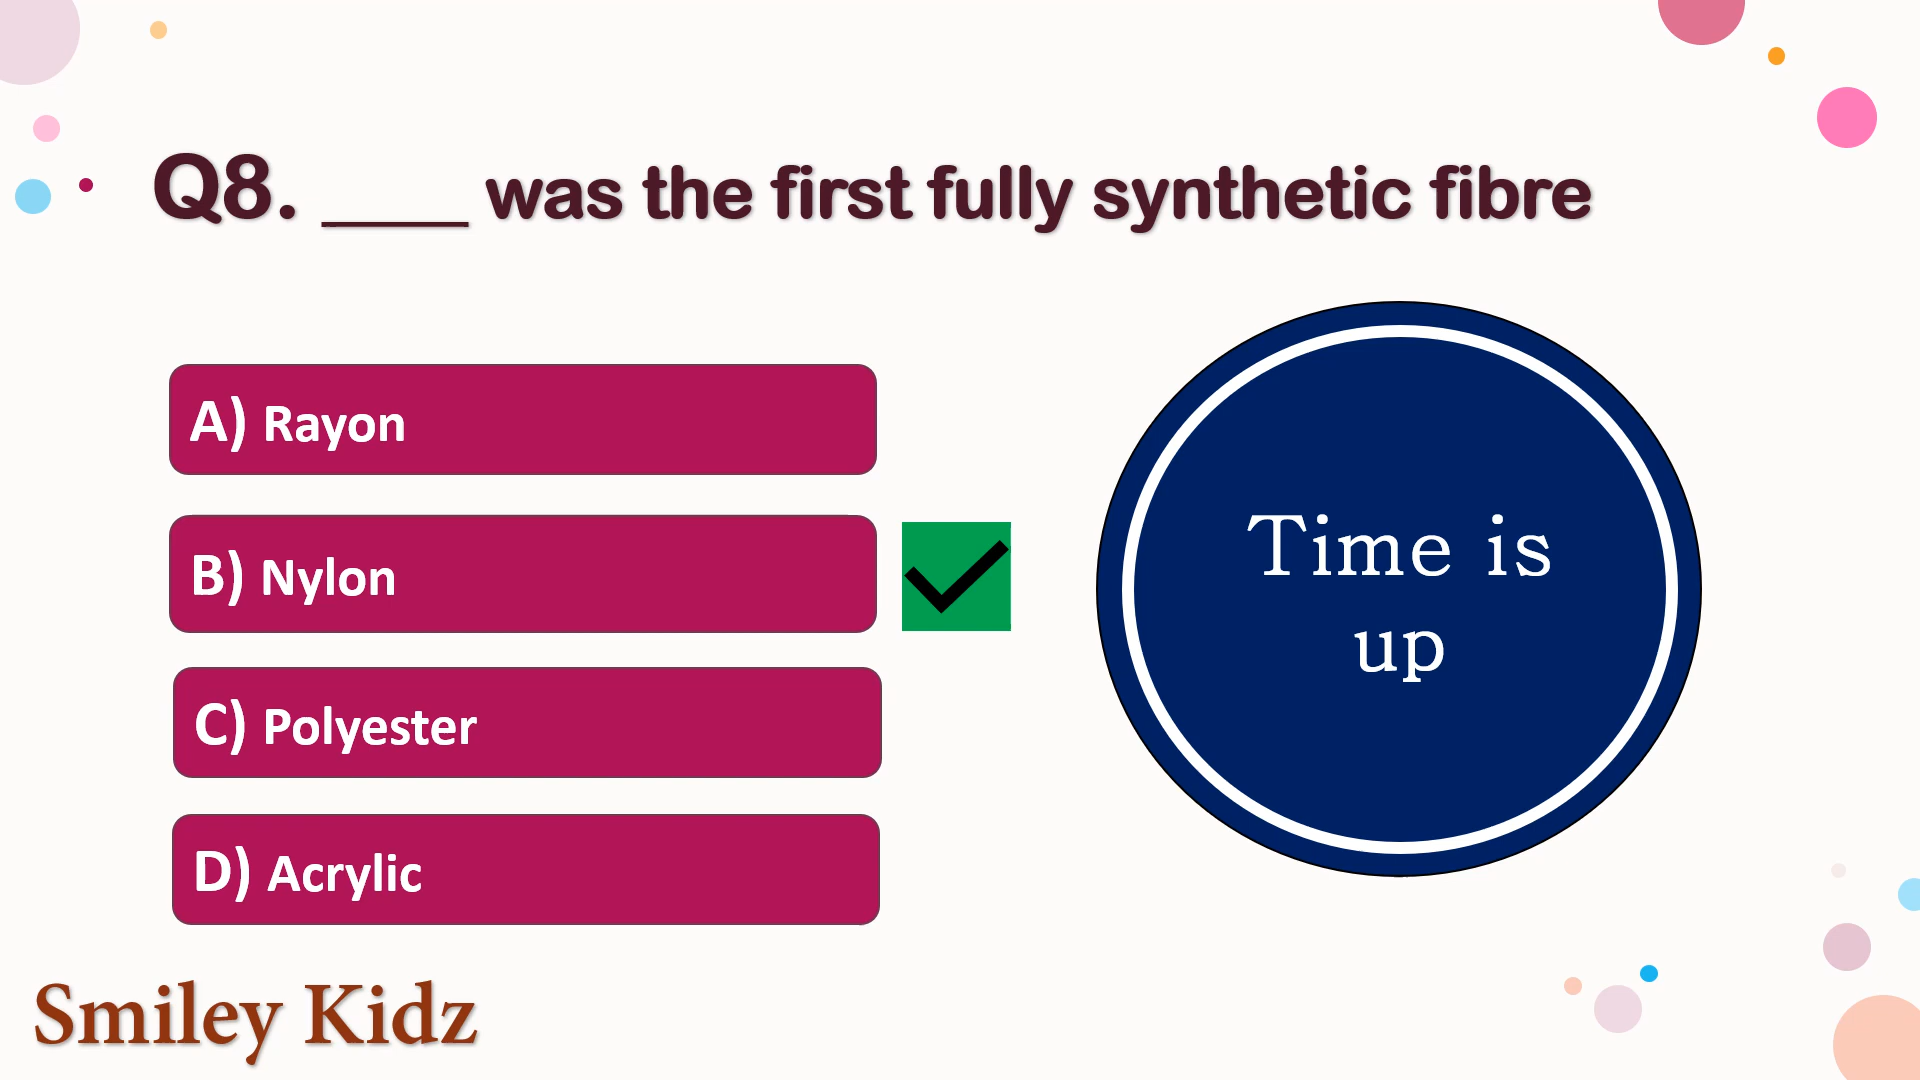 Q8. ____ was the first fully synthetic fibre
A) Rayon
B) Nylon
C) Polyester
D) Acrylic
Time is
up
Smiley Kidz